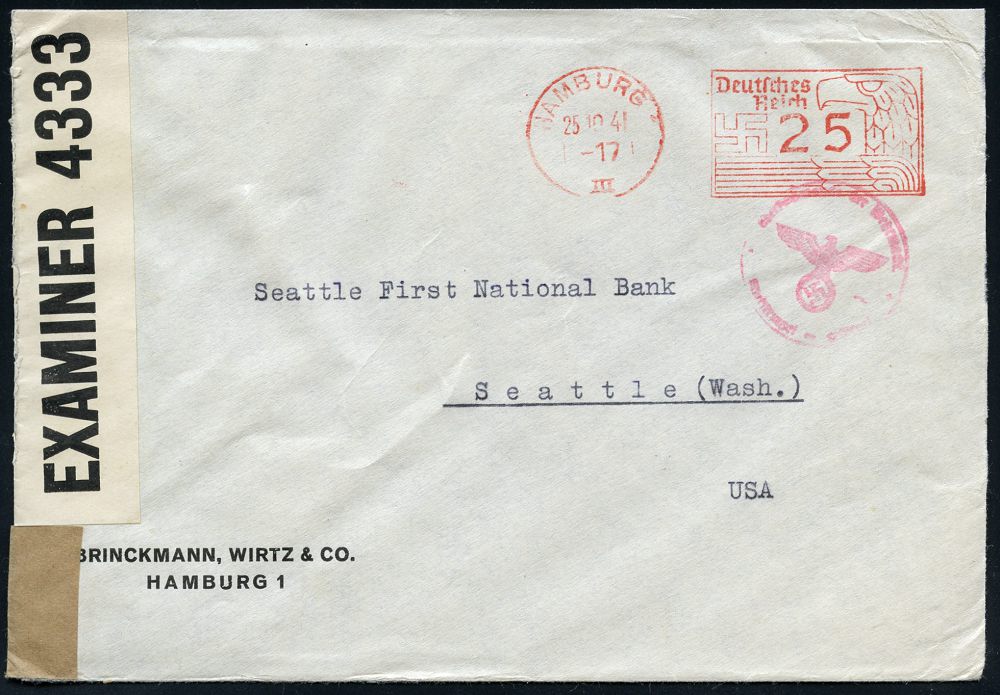 EXAMINER 4333
HAMBURG
25 10 41
-17
III
Deutsches
Reich
25
Seattle First National Bank
Seattle (Wash.)
USA
BRINCKMANN, WIRTZ & CO.
HAMBURG 1